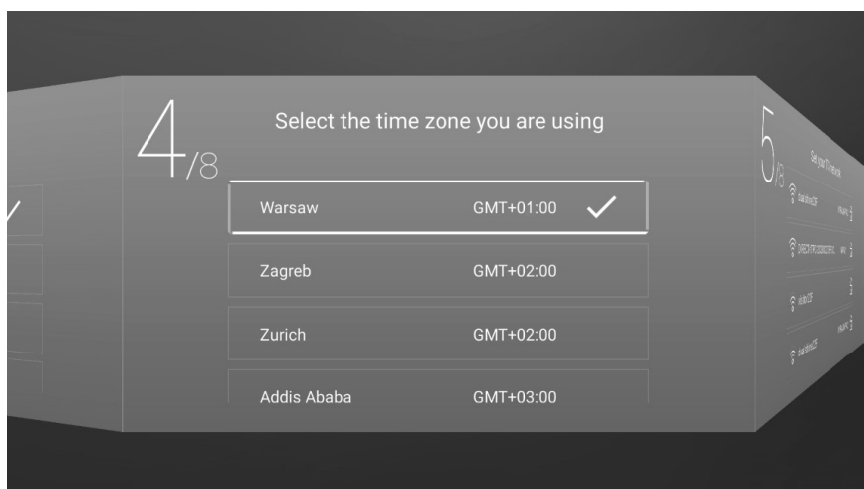 4/8
Select the time zone you are using
Warsaw GMT+01:00
Zagreb GMT+02:00
Zurich GMT+02:00
Addis Ababa GMT+03:00
5/8